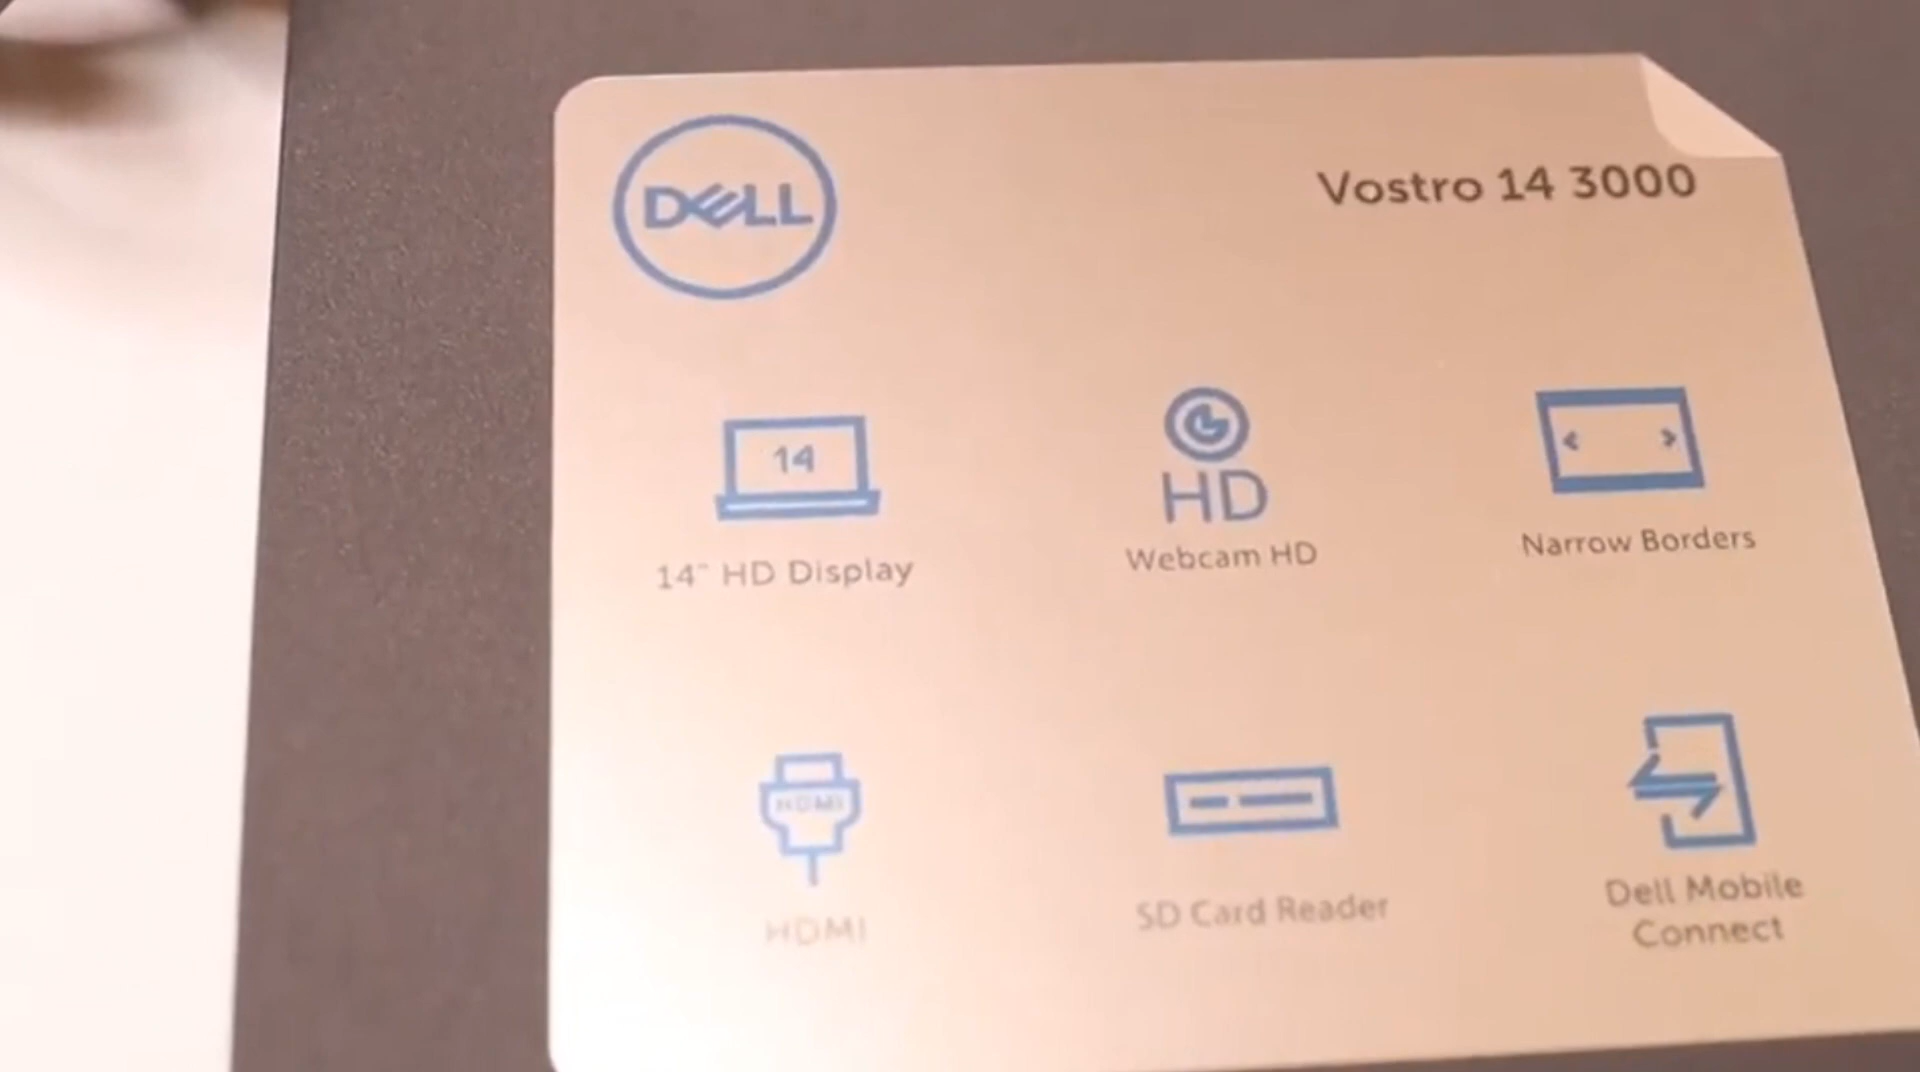 DELL
Vostro 14 3000
14
HD
14" HD Display
Webcam HD
Narrow Borders
HDMI
HDMI
SD Card Reader
Dell Mobile
Connect